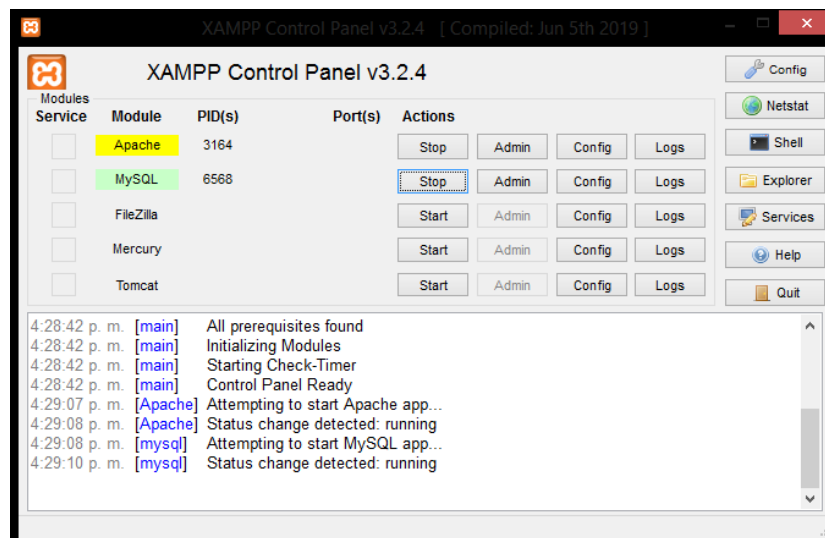 XAMPP Control Panel v3.2.4 [ Compiled: Jun 5th 2019 ]
XAMPP Control Panel v3.2.4
Config
Modules
Service Module PID(s) Port(s) Actions
Netstat
Apache 3164 Stop Admin Config Logs
Shell
MySQL 6568 Stop Admin Config Logs
Explorer
FileZilla Start Admin Config Logs
Services
Mercury Start Admin Config Logs
Help
Tomcat Start Admin Config Logs
Quit
4:28:42 p. m. [main] All prerequisites found
4:28:42 p. m. [main] Initializing Modules
4:28:42 p. m. [main] Starting Check-Timer
4:28:42 p. m. [main] Control Panel Ready
4:29:07 p. m. [Apache] Attempting to start Apache app...
4:29:08 p. m. [Apache] Status change detected: running
4:29:08 p. m. [mysql] Attempting to start MySQL app...
4:29:10 p. m. [mysql] Status change detected: running